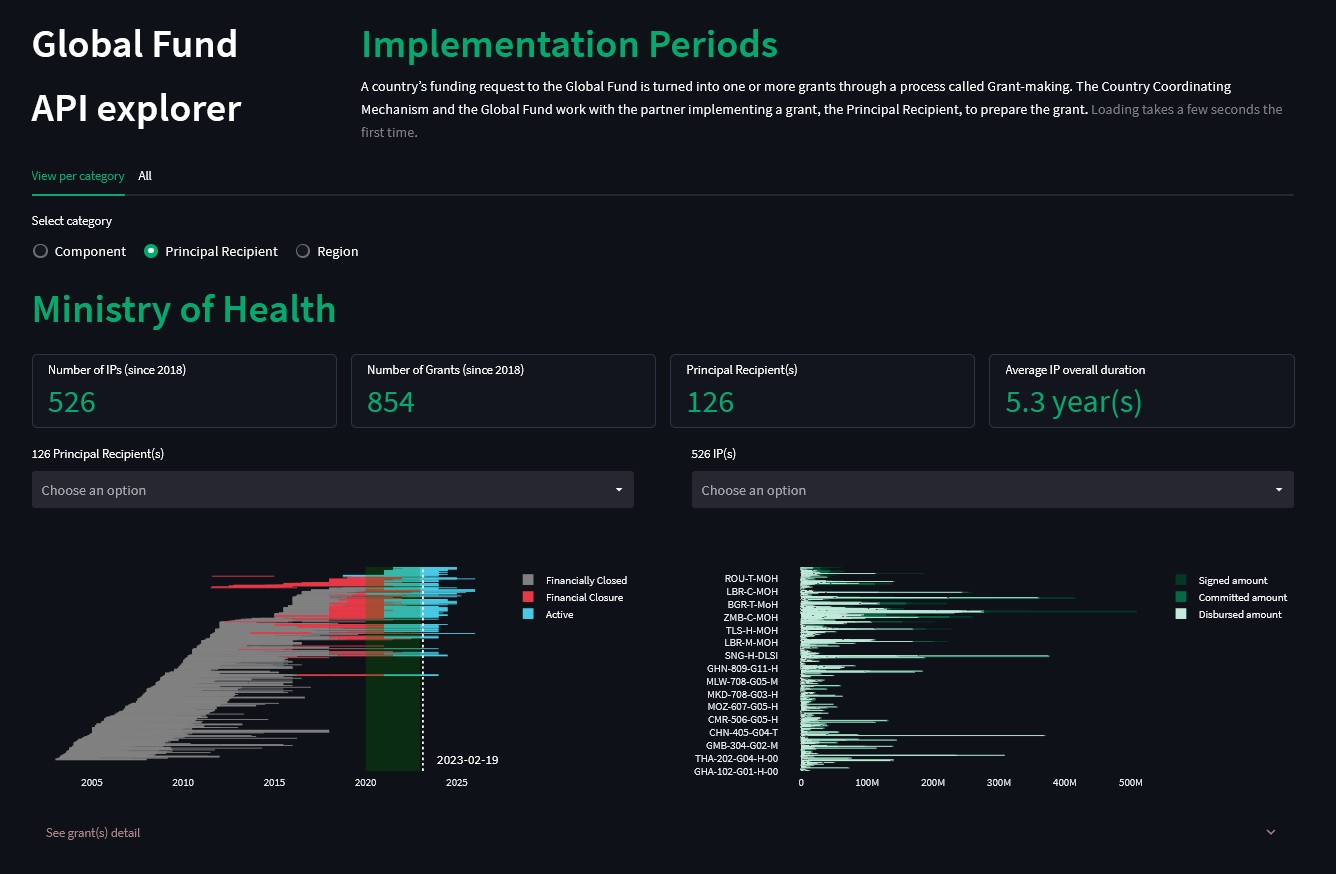 Global Fund
API explorer
Implementation Periods
A country’s funding request to the Global Fund is turned into one or more grants through a process called Grant-making. The Country Coordinating
Mechanism and the Global Fund work with the partner implementing a grant, the Principal Recipient, to prepare the grant. Loading takes a few seconds the
first time.
View per category All
Select category
Component Principal Recipient Region
Ministry of Health
Number of IPs (since 2018)
526
Number of Grants (since 2018)
854
Principal Recipient(s)
126
Average IP overall duration
5.3 year(s)
126 Principal Recipient(s)
Choose an option
526 IP(s)
Choose an option
Financially Closed
Financial Closure
Active
2023-02-19
2005 2010 2015 2020 2025
ROU-T-MOH
LBR-C-MOH
BGR-T-MoH
ZMB-C-MOH
TLS-H-MOH
LBR-M-MOH
SNG-H-DLSI
GHN-809-G11-H
MLW-708-G05-M
MKD-708-G03-H
MOZ-607-G05-H
CMR-506-G05-H
CHN-405-G04-T
GMB-304-G02-M
THA-202-G04-H-00
GHA-102-G01-H-00
0 100M 200M 300M 400M 500M
Signed amount
Committed amount
Disbursed amount
See grant(s) detail